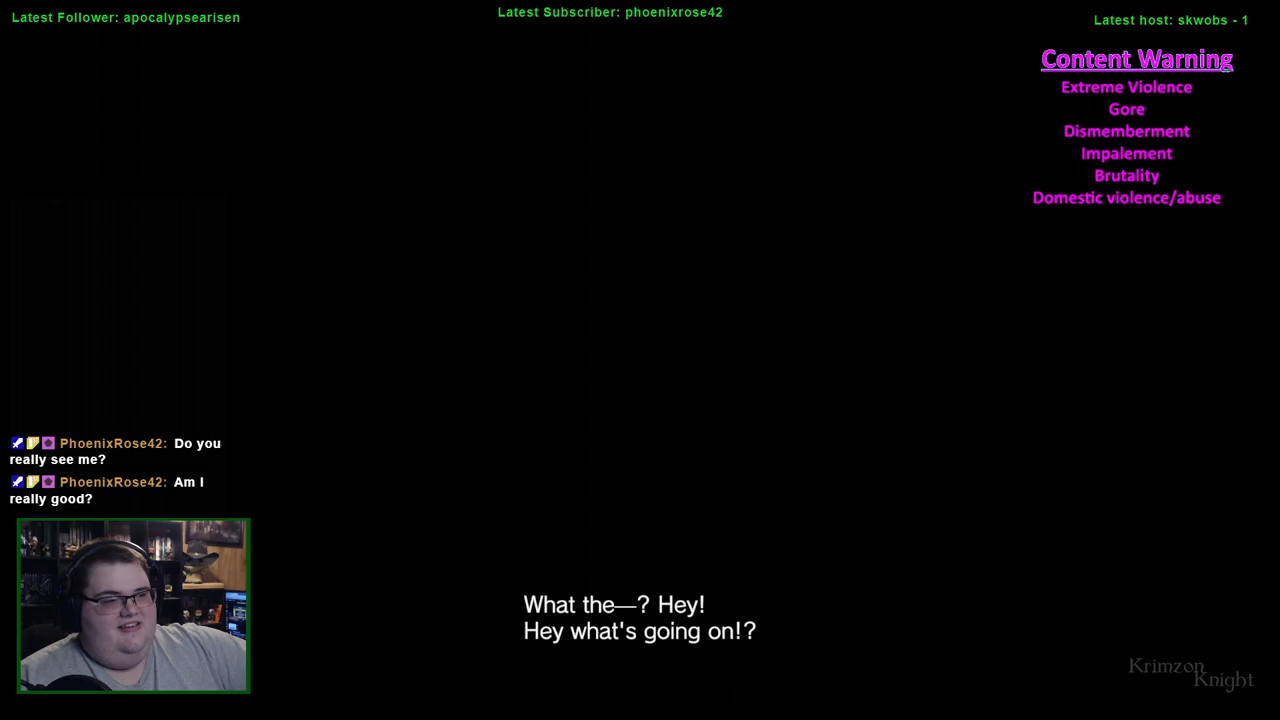 Latest Follower: apocalypsearisen
Latest Subscriber: phoenixrose42
Latest host: skwobs - 1
Content Warning
Extreme Violence
Gore
Dismemberment
Impalement
Brutality
Domestic violence/abuse
PhoenixRose42: Do you
really see me?
PhoenixRose42: Am I
really good?
What the—? Hey!
Hey what's going on!?
Krimzon
Knight